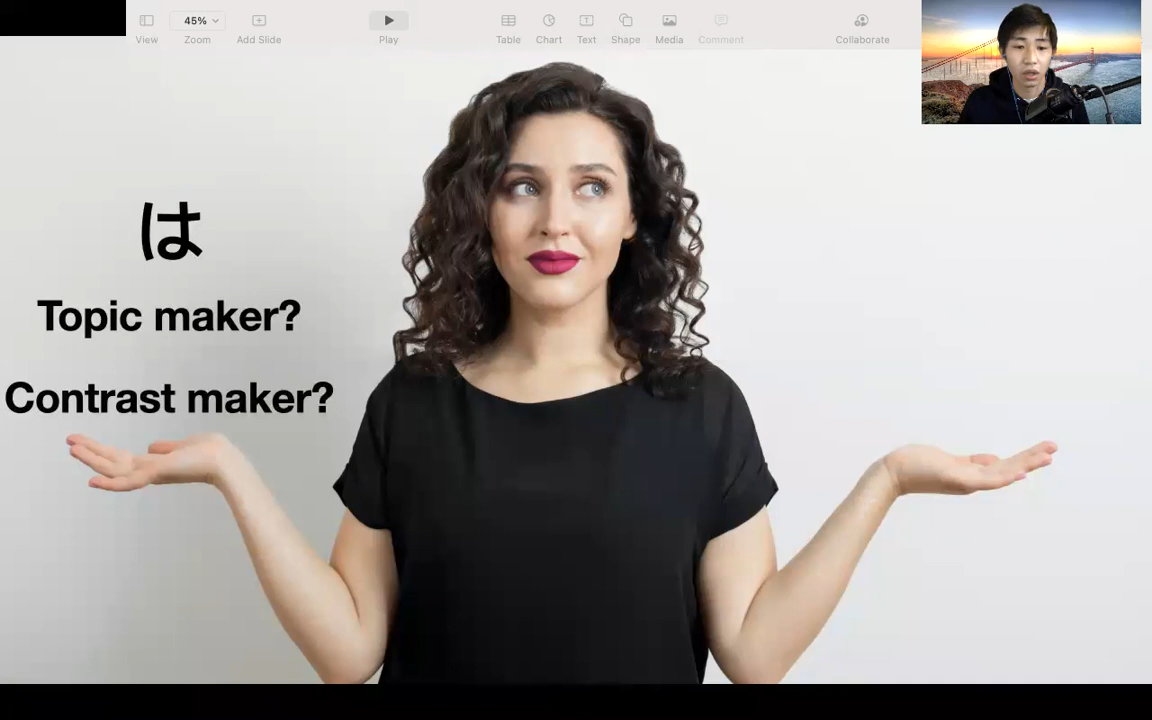 45%
View
Zoom
Add Slide
Play
Table
Chart
Text
Shape
Media
Comment
Collaborate
は
Topic maker?
Contrast maker?